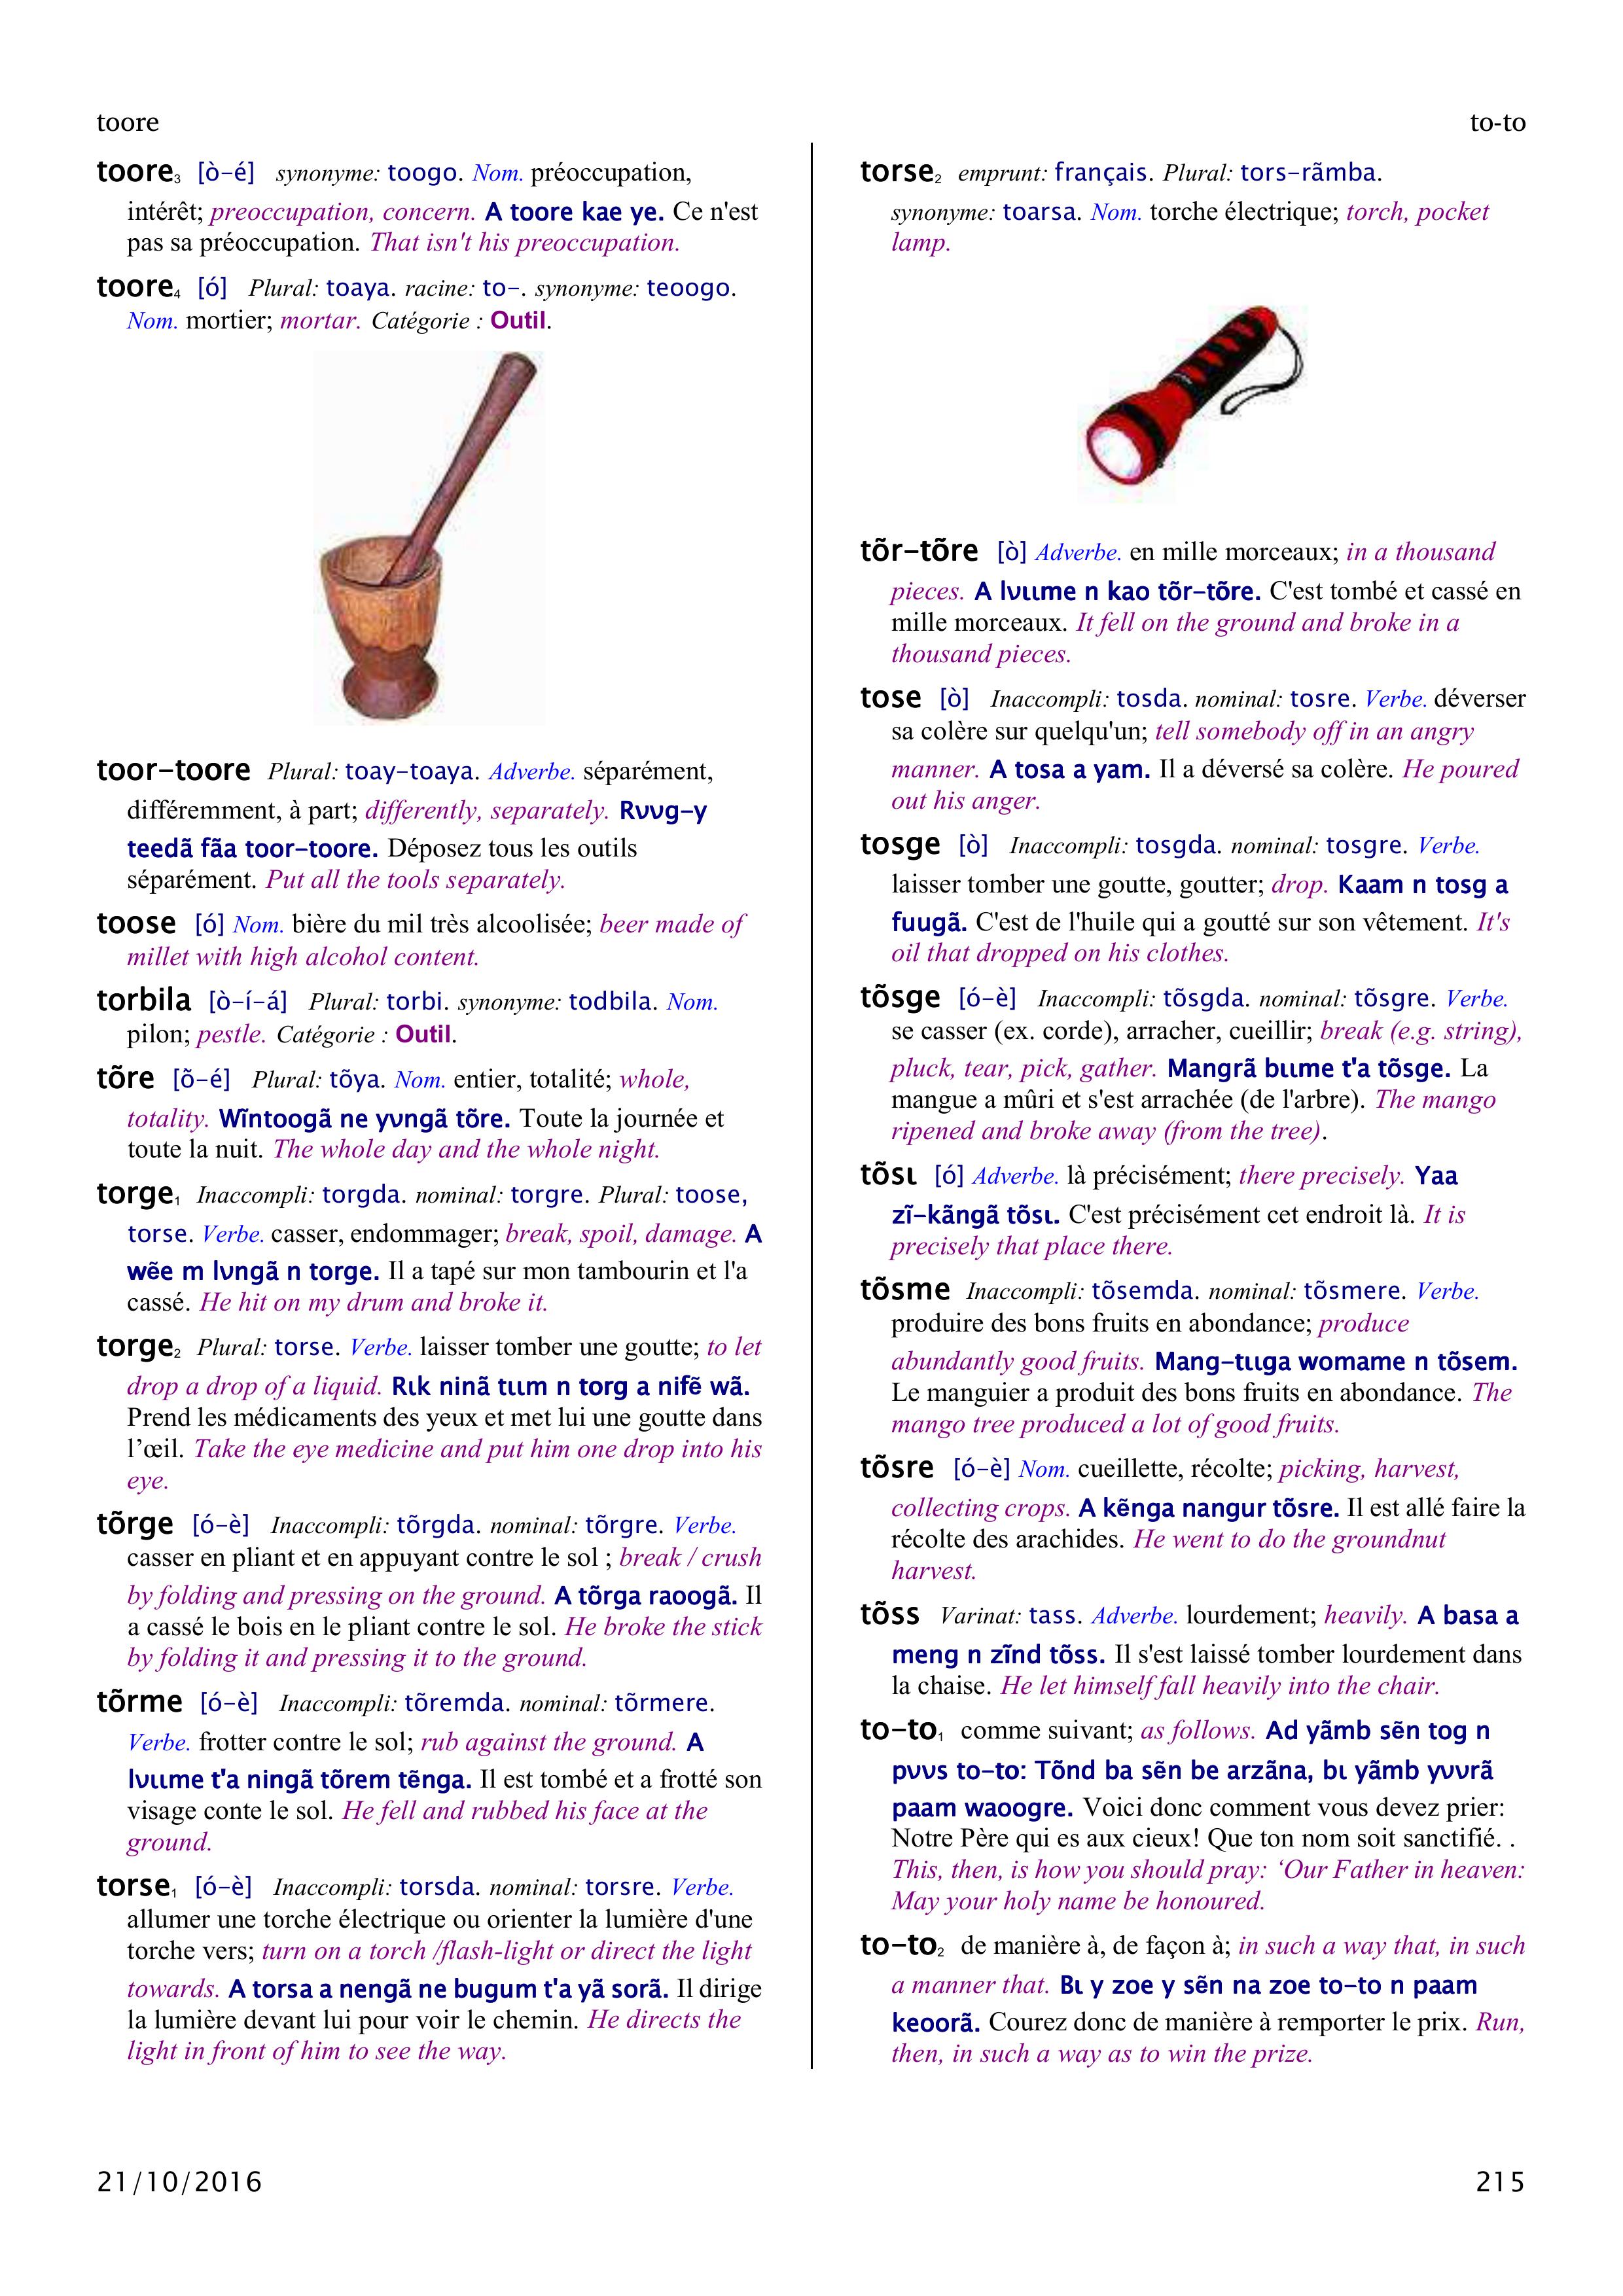 toore
to-to
toore₃ [ò-é] synonyme: toogo. Nom. préoccupation,
intérêt; preoccupation, concern. A toore kae ye. Ce n'est
pas sa préoccupation. That isn't his preoccupation.
toore₄ [ó] Plural: toaya. racine: to-. synonyme: teoogo.
Nom. mortier; mortar. Catégorie : Outil.
toor-toore Plural: toay-toaya. Adverbe. séparément,
différemment, à part; differently, separately. Rʋʋg-y
teedã fãa toor-toore. Déposez tous les outils
séparément. Put all the tools separately.
toose [ó] Nom. bière du mil très alcoolisée; beer made of
millet with high alcohol content.
torbila [ò-í-á] Plural: torbi. synonyme: todbila. Nom.
pilon; pestle. Catégorie : Outil.
tõre [õ-é] Plural: tõya. Nom. entier, totalité; whole,
totality. Wĩntoogã ne yʋngã tõre. Toute la journée et
toute la nuit. The whole day and the whole night.
torge₁ Inaccompli: torgda. nominal: torgre. Plural: toose,
torse. Verbe. casser, endommager; break, spoil, damage. A
wẽe m lʋngã n torge. Il a tapé sur mon tambourin et l'a
cassé. He hit on my drum and broke it.
torge₂ Plural: torse. Verbe. laisser tomber une goutte; to let
drop a drop of a liquid. Rɩk ninã tɩɩm n torg a nifẽ wã.
Prend les médicaments des yeux et met lui une goutte dans
l’œil. Take the eye medicine and put him one drop into his
eye.
tõrge [ó-è] Inaccompli: tõrgda. nominal: tõrgre. Verbe.
casser en pliant et en appuyant contre le sol ; break / crush
by folding and pressing on the ground. A tõrga raoogã. Il
a cassé le bois en le pliant contre le sol. He broke the stick
by folding it and pressing it to the ground.
tõrme [ó-è] Inaccompli: tõremda. nominal: tõrmere.
Verbe. frotter contre le sol; rub against the ground. A
lʋɩɩme t'a ningã tõrem tẽnga. Il est tombé et a frotté son
visage conte le sol. He fell and rubbed his face at the
ground.
torse₁ [ó-è] Inaccompli: torsda. nominal: torsre. Verbe.
allumer une torche électrique ou orienter la lumière d'une
torche vers; turn on a torch /flash-light or direct the light
towards. A torsa a nengã ne bugum t'a yã sorã. Il dirige
la lumière devant lui pour voir le chemin. He directs the
light in front of him to see the way.
torse₂ emprunt: français. Plural: tors-rãmba.
synonyme: toarsa. Nom. torche électrique; torch, pocket
lamp.
tõr-tõre [ò] Adverbe. en mille morceaux; in a thousand
pieces. A lʋɩɩme n kao tõr-tõre. C'est tombé et cassé en
mille morceaux. It fell on the ground and broke in a
thousand pieces.
tose [ò] Inaccompli: tosda. nominal: tosre. Verbe. déverser
sa colère sur quelqu'un; tell somebody off in an angry
manner. A tosa a yam. Il a déversé sa colère. He poured
out his anger.
tosge [ò] Inaccompli: tosgda. nominal: tosgre. Verbe.
laisser tomber une goutte, goutter; drop. Kaam n tosg a
fuugã. C'est de l'huile qui a goutté sur son vêtement. It's
oil that dropped on his clothes.
tõsge [ó-è] Inaccompli: tõsgda. nominal: tõsgre. Verbe.
se casser (ex. corde), arracher, cueillir; break (e.g. string),
pluck, tear, pick, gather. Mangrã bɩɩme t'a tõsge. La
mangue a mûri et s'est arrachée (de l'arbre). The mango
ripened and broke away (from the tree).
tõsɩ [ó] Adverbe. là précisément; there precisely. Yaa
zĩ-kãngã tõsɩ. C'est précisément cet endroit là. It is
precisely that place there.
tõsme Inaccompli: tõsemda. nominal: tõsmere. Verbe.
produire des bons fruits en abondance; produce
abundantly good fruits. Mang-tɩɩga womame n tõsem.
Le manguier a produit des bons fruits en abondance. The
mango tree produced a lot of good fruits.
tõsre [ó-è] Nom. cueillette, récolte; picking, harvest,
collecting crops. A kẽnga nangur tõsre. Il est allé faire la
récolte des arachides. He went to do the groundnut
harvest.
tõss Varinat: tass. Adverbe. lourdement; heavily. A basa a
meng n zĩnd tõss. Il s'est laissé tomber lourdement dans
la chaise. He let himself fall heavily into the chair.
to-to₁ comme suivant; as follows. Ad yãmb sẽn tog n
pʋʋs to-to: Tõnd ba sẽn be arzãna, bɩ yãmb yʋʋrã
paam waoogre. Voici donc comment vous devez prier:
Notre Père qui es aux cieux! Que ton nom soit sanctifié. .
This, then, is how you should pray: ‘Our Father in heaven:
May your holy name be honoured.
to-to₂ de manière à, de façon à; in such a way that, in such
a manner that. Bɩ y zoe y sẽn na zoe to-to n paam
keoorã. Courez donc de manière à remporter le prix. Run,
then, in such a way as to win the prize.
21/10/2016
215